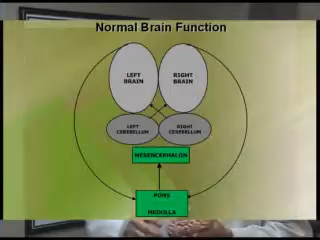 Normal Brain Function
LEFT
BRAIN
RIGHT
BRAIN
LEFT
CEREBELLUM
RIGHT
CEREBELLUM
MESENCEPHALON
PONS
MEDULLA